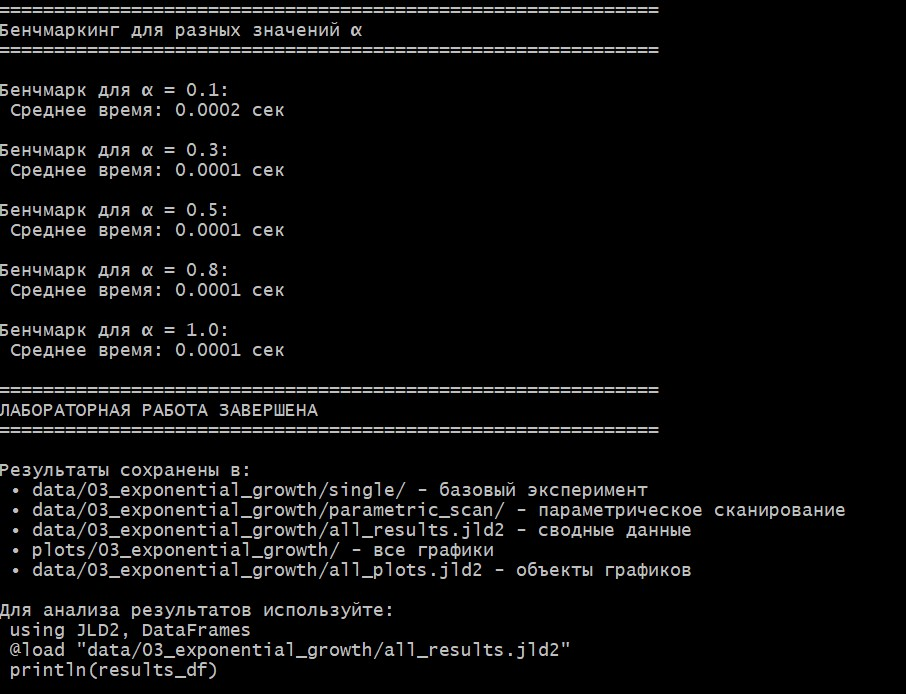 ============================================================
Бенчмаркинг для разных значений α
============================================================
Бенчмарк для α = 0.1:
Среднее время: 0.0002 сек
Бенчмарк для α = 0.3:
Среднее время: 0.0001 сек
Бенчмарк для α = 0.5:
Среднее время: 0.0001 сек
Бенчмарк для α = 0.8:
Среднее время: 0.0001 сек
Бенчмарк для α = 1.0:
Среднее время: 0.0001 сек
============================================================
ЛАБОРАТОРНАЯ РАБОТА ЗАВЕРШЕНА
============================================================
Результаты сохранены в:
• data/03_exponential_growth/single/ - базовый эксперимент
• data/03_exponential_growth/parametric_scan/ - параметрическое сканирование
• data/03_exponential_growth/all_results.jld2 - сводные данные
• plots/03_exponential_growth/ - все графики
• data/03_exponential_growth/all_plots.jld2 - объекты графиков
Для анализа результатов используйте:
using JLD2, DataFrames
@load "data/03_exponential_growth/all_results.jld2"
println(results_df)